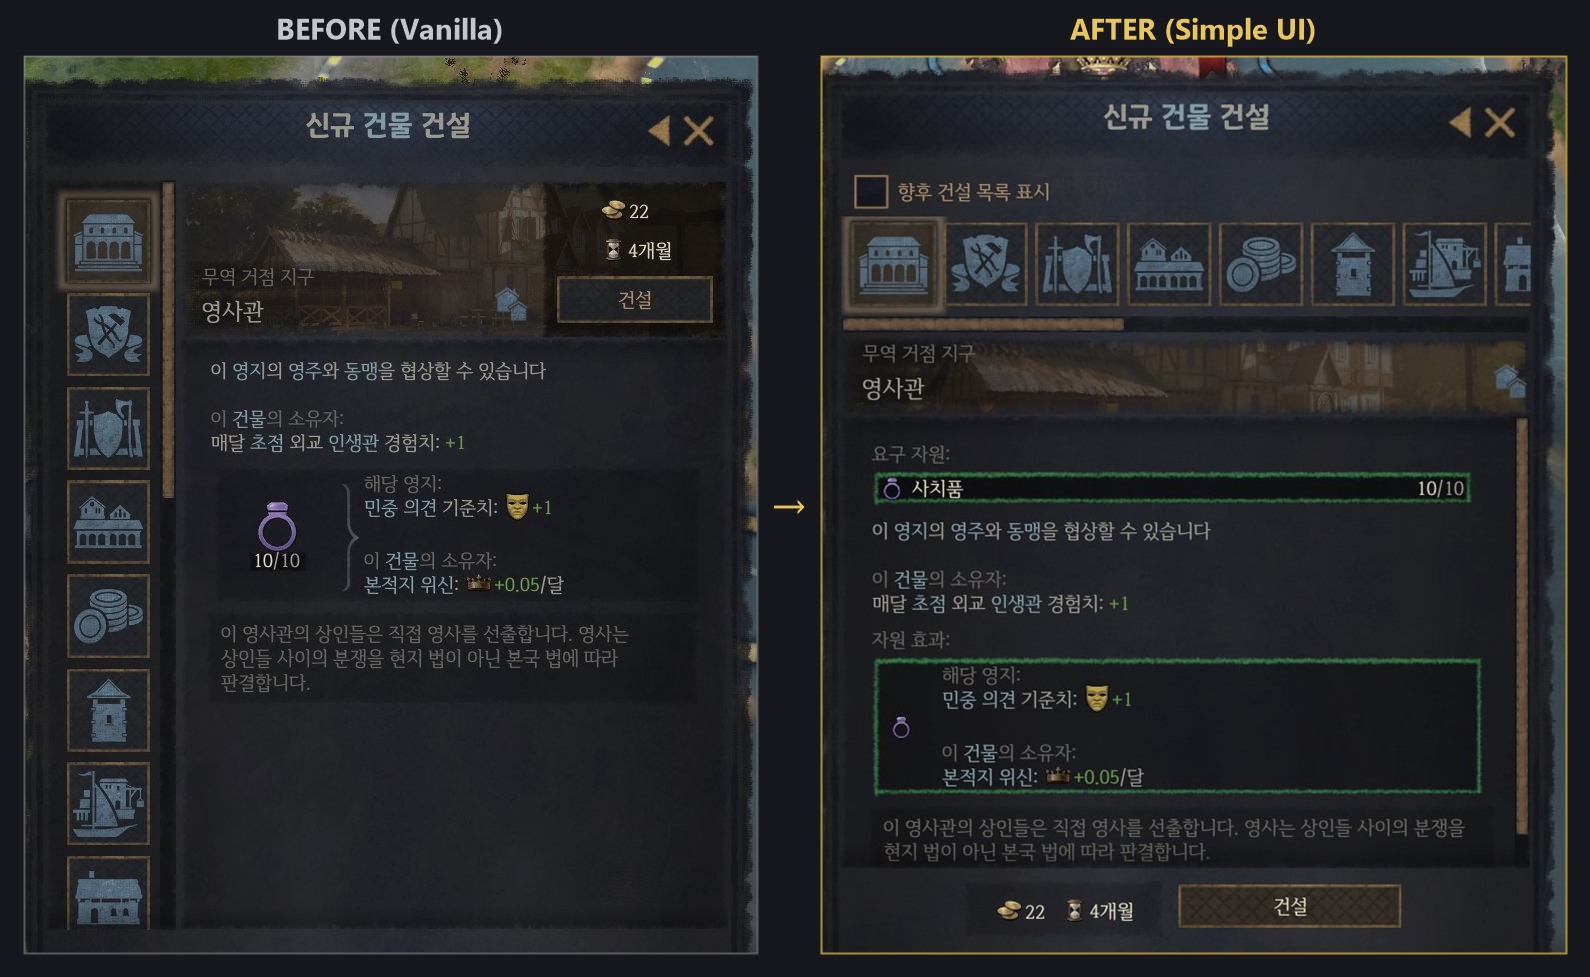 BEFORE (Vanilla)
신규 건물 건설
22
4개월
무역 거점 지구
영사관
건설
이 영지의 영주와 동맹을 협상할 수 있습니다
이 건물의 소유자:
매달 초점 외교 인생관 경험치: +1
해당 영지:
민중 의견 기준치: +1
10/10
이 건물의 소유자:
본적지 위신: +0.05/달
이 영사관의 상인들은 직접 영사를 선출합니다. 영사는
상인들 사이의 분쟁을 현지 법이 아닌 본국 법에 따라
판결합니다.
→
AFTER (Simple UI)
신규 건물 건설
향후 건설 목록 표시
무역 거점 지구
영사관
요구 자원:
사치품 10/10
이 영지의 영주와 동맹을 협상할 수 있습니다
이 건물의 소유자:
매달 초점 외교 인생관 경험치: +1
자원 효과:
해당 영지:
민중 의견 기준치: +1
이 건물의 소유자:
본적지 위신: +0.05/달
이 영사관의 상인들은 직접 영사를 선출합니다. 영사는 상인들 사이의 분쟁을
현지 법이 아닌 본국 법에 따라 판결합니다.
22 4개월 건설